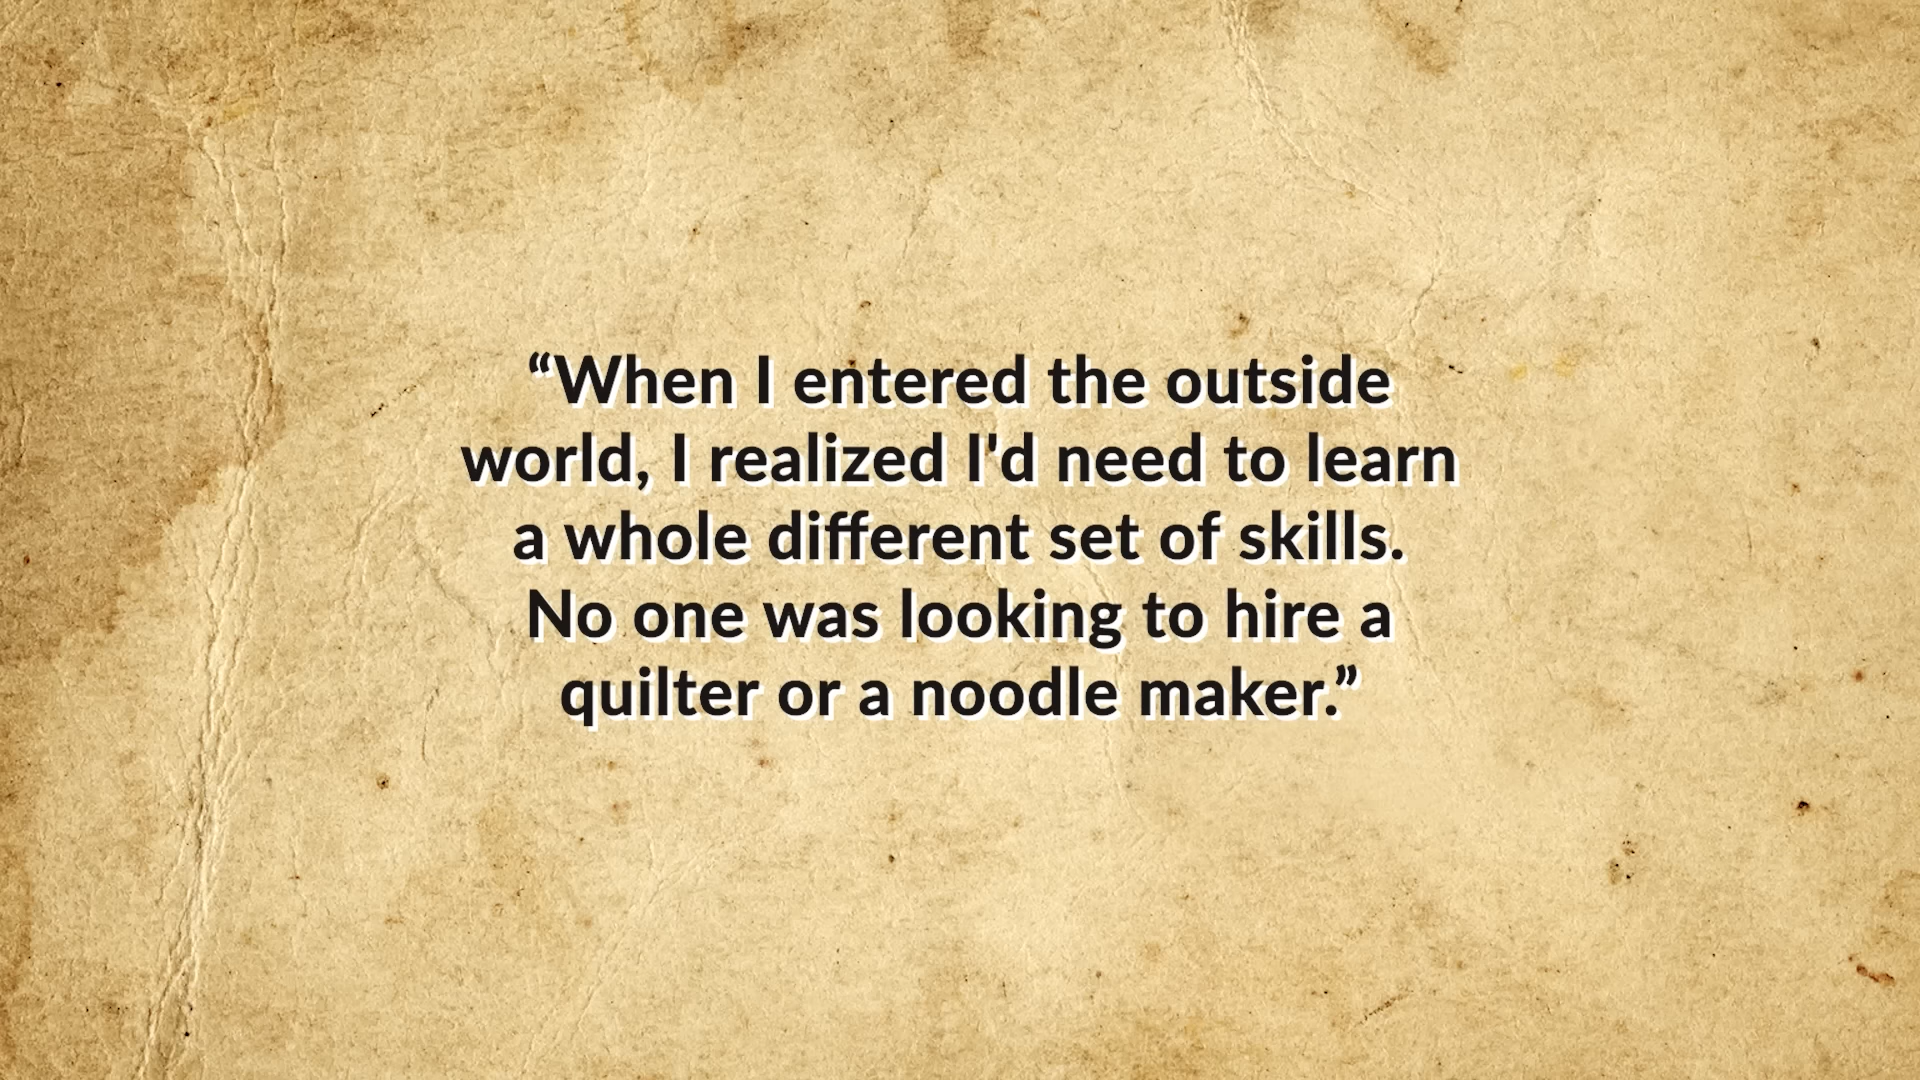 “When I entered the outside
world, I realized I'd need to learn
a whole different set of skills.
No one was looking to hire a
quilter or a noodle maker.”